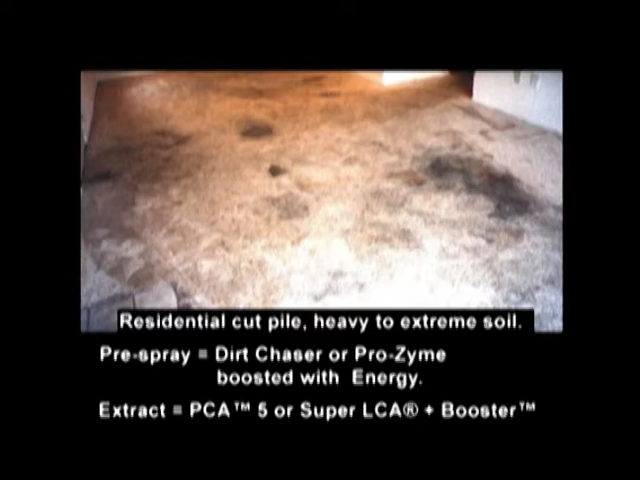 Residential cut pile, heavy to extreme soil.
Pre-spray = Dirt Chaser or Pro-Zyme
boosted with Energy.
Extract = PCA™ 5 or Super LCA® + Booster™